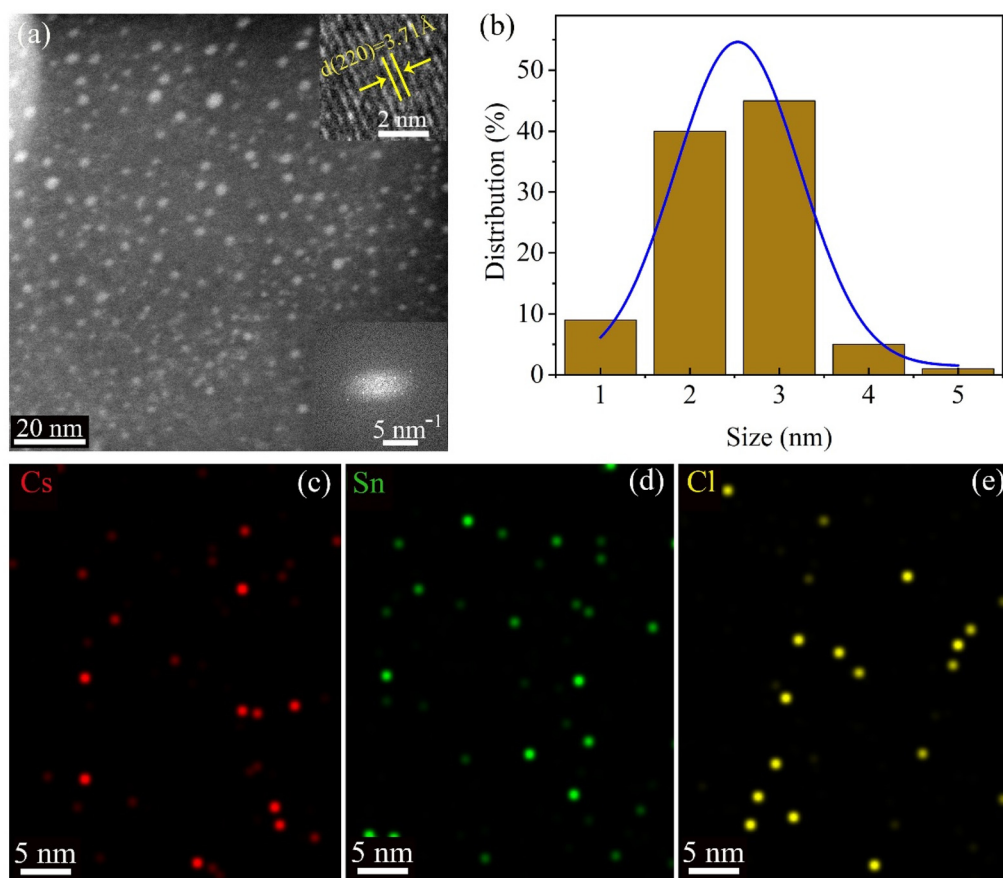 (a)
d(220)=3.71Å
2 nm
20 nm
5 nm⁻¹
(b)
Distribution (%)
50
40
30
20
10
0
1 2 3 4 5
Size (nm)
Cs (c)
5 nm
Sn (d)
5 nm
Cl (e)
5 nm